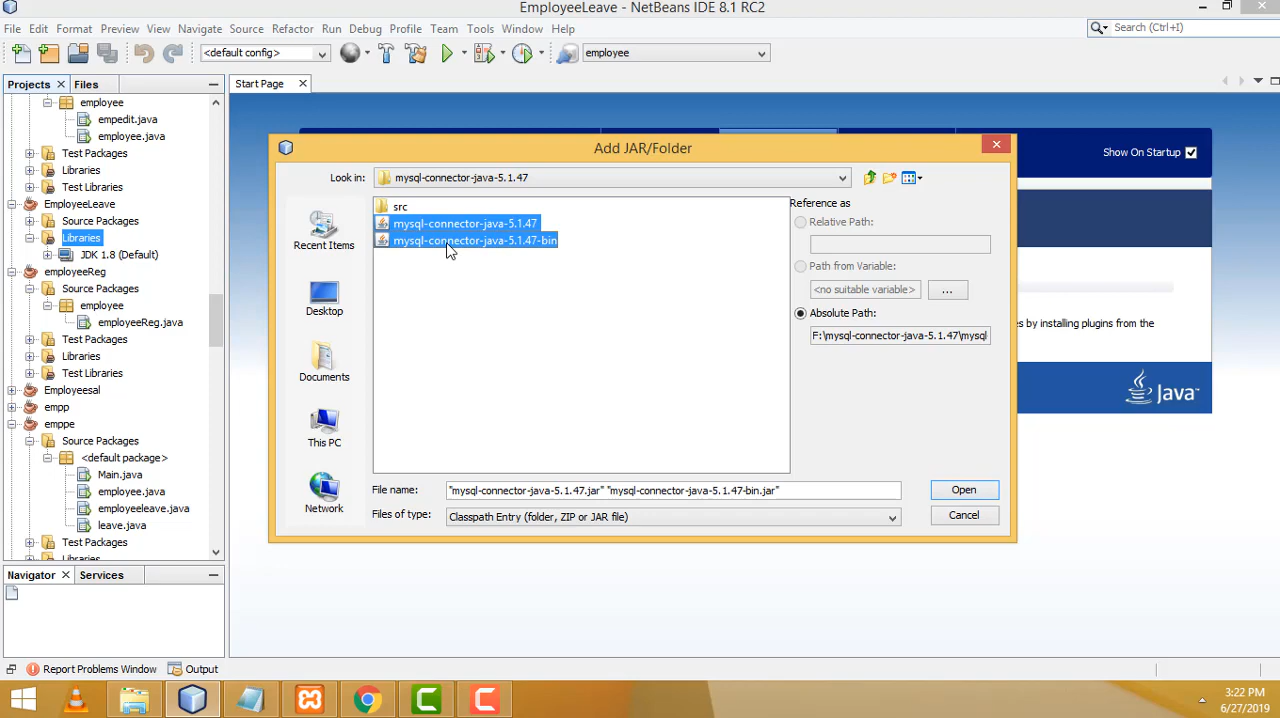 EmployeeLeave - NetBeans IDE 8.1 RC2
File Edit Format Preview View Navigate Source Refactor Run Debug Profile Team Tools Window Help
Search (Ctrl+I)
<default config>
employee
Projects
Files
Start Page
employee
empedit.java
employee.java
Test Packages
Libraries
Test Libraries
EmployeeLeave
Source Packages
Libraries
JDK 1.8 (Default)
employeeReg
Source Packages
employee
employeeReg.java
Test Packages
Libraries
Test Libraries
Employeesal
empp
emppe
Source Packages
<default package>
Main.java
employee.java
employeeleave.java
leave.java
Test Packages
Libraries
Show On Startup
es by installing plugins from the
Java™
Add JAR/Folder
Look in:
mysql-connector-java-5.1.47
Recent Items
Desktop
Documents
This PC
Network
src
mysql-connector-java-5.1.47
mysql-connector-java-5.1.47-bin
Reference as
Relative Path:
Path from Variable:
<no suitable variable>
...
Absolute Path:
F:\mysql-connector-java-5.1.47\mysql
File name:
"mysql-connector-java-5.1.47.jar" "mysql-connector-java-5.1.47-bin.jar"
Open
Files of type:
Classpath Entry (folder, ZIP or JAR file)
Cancel
Navigator
Services
Report Problems Window
Output
3:22 PM
6/27/2019